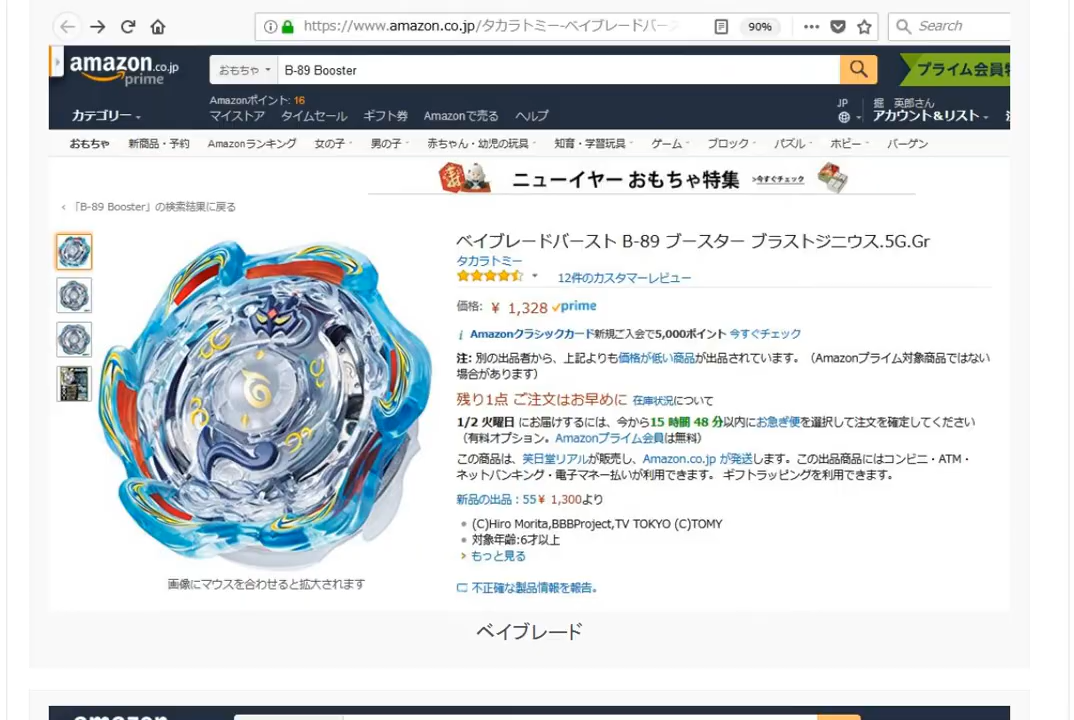 https://www.amazon.co.jp/タカラトミー-ベイブレードバース
90%
Search
amazon.co.jp
prime
おもちゃ
B-89 Booster
プライム会員特
Amazonポイント: 16
カテゴリー
マイストア タイムセール ギフト券 Amazonで売る ヘルプ
JP
掘 英郎さん
アカウント&リスト
おもちゃ 新商品・予約 Amazonランキング 女の子 男の子 赤ちゃん・幼児の玩具 知育・学習玩具 ゲーム ブロック パズル ホビー バーゲン
ニューイヤー おもちゃ特集 >今すぐチェック
‹ 「B-89 Booster」の検索結果に戻る
ベイブレードバースト B-89 ブースター ブラストジニウス.5G.Gr
タカラトミー
12件のカスタマーレビュー
価格: ¥ 1,328 prime
Amazonクラシックカード新規ご入会で5,000ポイント 今すぐチェック
注: 別の出品者から、上記よりも価格が低い商品が出品されています。（Amazonプライム対象商品ではない
場合があります）
残り1点 ご注文はお早めに 在庫状況について
1/2 火曜日 にお届けするには、今から15 時間 48 分以内にお急ぎ便を選択して注文を確定してください
（有料オプション。Amazonプライム会員は無料）
この商品は、笑日堂リアルが販売し、Amazon.co.jp が発送します。この出品商品にはコンビニ・ATM・
ネットバンキング・電子マネー払いが利用できます。 ギフトラッピングを利用できます。
新品の出品：55¥ 1,300より
(C)Hiro Morita,BBBProject,TV TOKYO (C)TOMY
対象年齢:6才以上
› もっと見る
不正確な製品情報を報告。
画像にマウスを合わせると拡大されます
ベイブレード
amazon